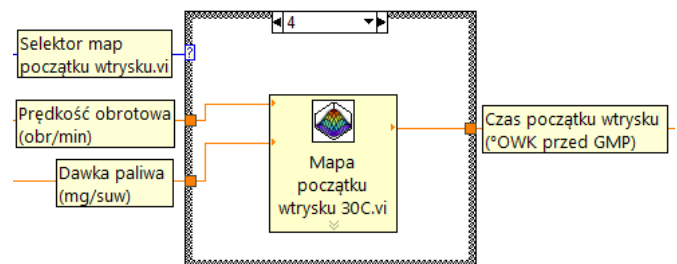 4
Selektor map
początku wtrysku.vi
?
Prędkość obrotowa
(obr/min)
Dawka paliwa
(mg/suw)
Mapa
początku
wtrysku 30C.vi
Czas początku wtrysku
(°OWK przed GMP)